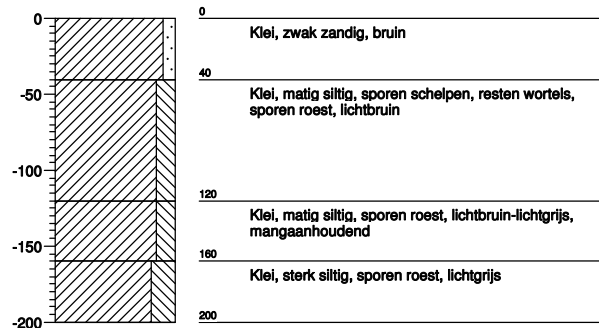 0
0
Klei, zwak zandig, bruin
40
-50
Klei, matig siltig, sporen schelpen, resten wortels,
sporen roest, lichtbruin
-100
120
Klei, matig siltig, sporen roest, lichtbruin-lichtgrijs,
mangaanhoudend
-150
160
Klei, sterk siltig, sporen roest, lichtgrijs
-200
200